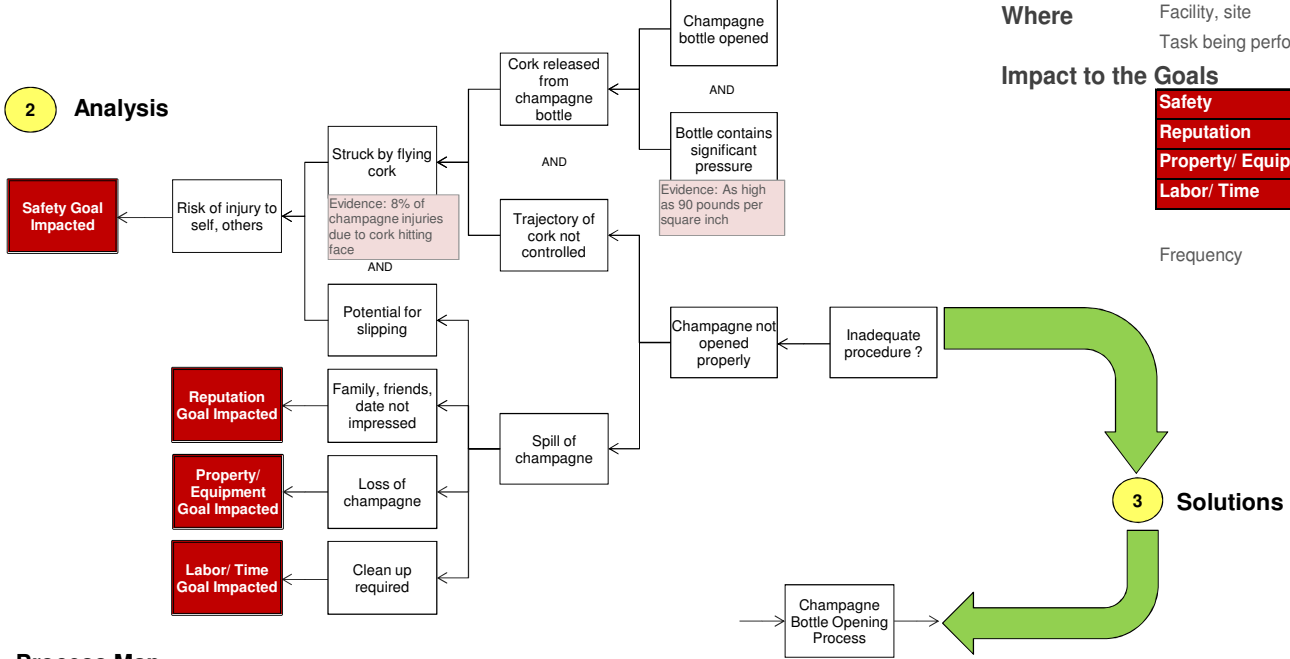 Where
Facility, site
Task being perfo
Impact to the Goals
Safety
Reputation
Property/ Equip
Labor/ Time
Frequency
2
Analysis
Champagne
bottle opened
AND
Cork released
from
champagne
bottle
Bottle contains
significant
pressure
Evidence: As high
as 90 pounds per
square inch
AND
Struck by flying
cork
Evidence: 8% of
champagne injuries
due to cork hitting
face
AND
Trajectory of
cork not
controlled
Safety Goal
Impacted
Risk of injury to
self, others
Potential for
slipping
Champagne not
opened
properly
Inadequate
procedure ?
Reputation
Goal Impacted
Family, friends,
date not
impressed
Spill of
champagne
Property/
Equipment
Goal Impacted
Loss of
champagne
Labor/ Time
Goal Impacted
Clean up
required
3
Solutions
Champagne
Bottle Opening
Process
Process Map